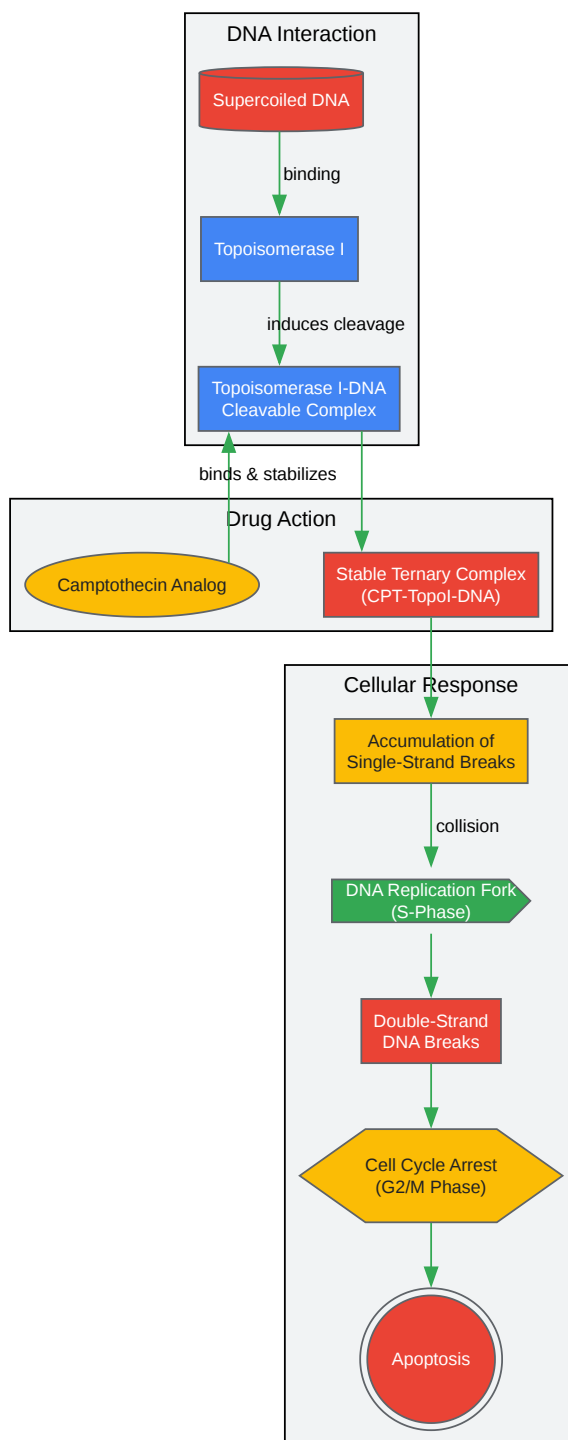 DNA Interaction
Supercoiled DNA
binding
Topoisomerase I
induces cleavage
Topoisomerase I-DNA
Cleavable Complex
binds & stabilizes
Drug Action
Camptothecin Analog
Stable Ternary Complex
(CPT-TopoI-DNA)
Cellular Response
Accumulation of
Single-Strand Breaks
collision
DNA Replication Fork
(S-Phase)
Double-Strand
DNA Breaks
Cell Cycle Arrest
(G2/M Phase)
Apoptosis